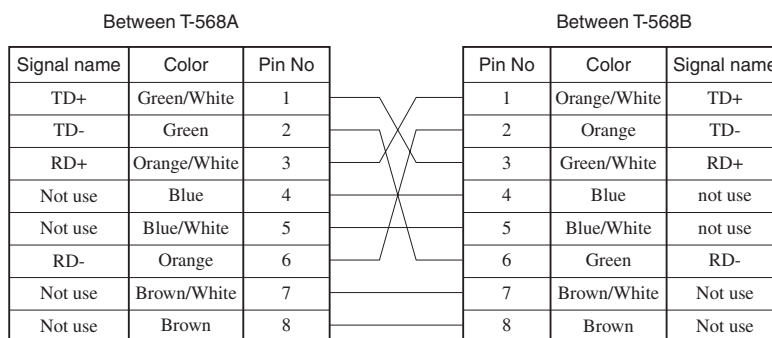 Between T-568A Between T-568B
Signal name Color Pin No Pin No Color Signal name
TD+ Green/White 1 1 Orange/White TD+
TD- Green 2 2 Orange TD-
RD+ Orange/White 3 3 Green/White RD+
Not use Blue 4 4 Blue not use
Not use Blue/White 5 5 Blue/White not use
RD- Orange 6 6 Green RD-
Not use Brown/White 7 7 Brown/White Not use
Not use Brown 8 8 Brown Not use